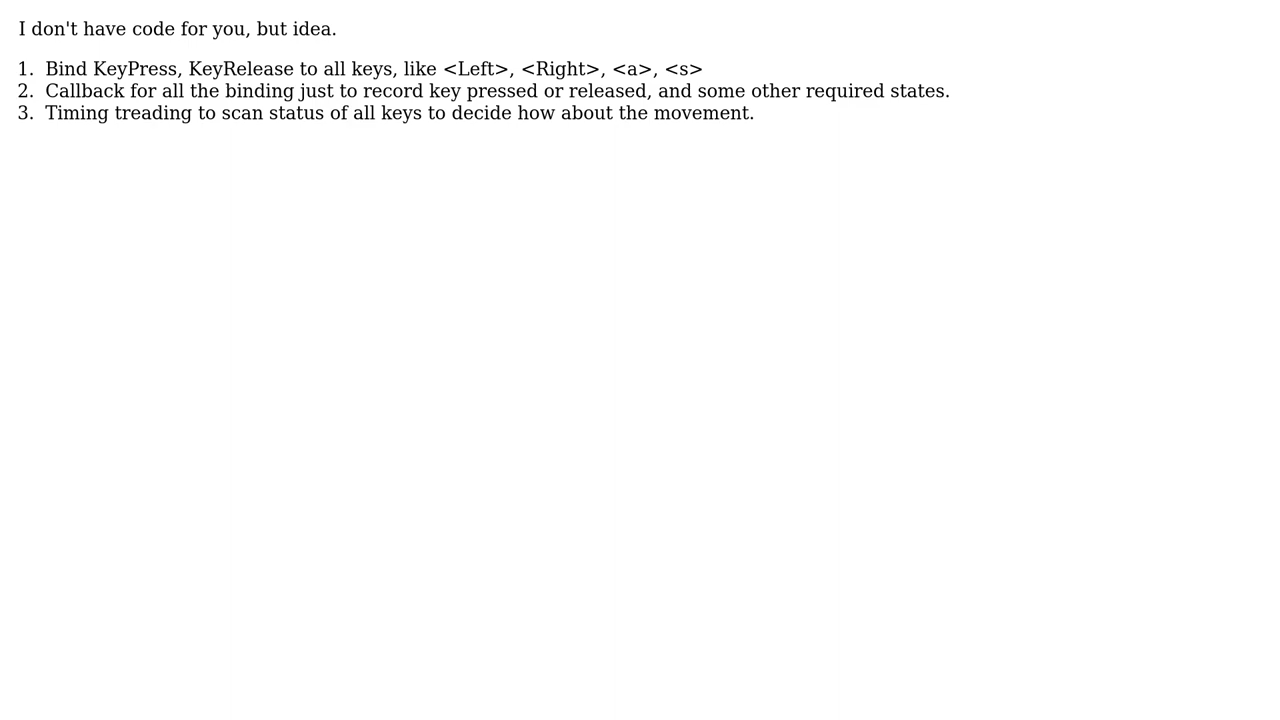 I don't have code for you, but idea.
1. Bind KeyPress, KeyRelease to all keys, like <Left>, <Right>, <a>, <s>
2. Callback for all the binding just to record key pressed or released, and some other required states.
3. Timing treading to scan status of all keys to decide how about the movement.